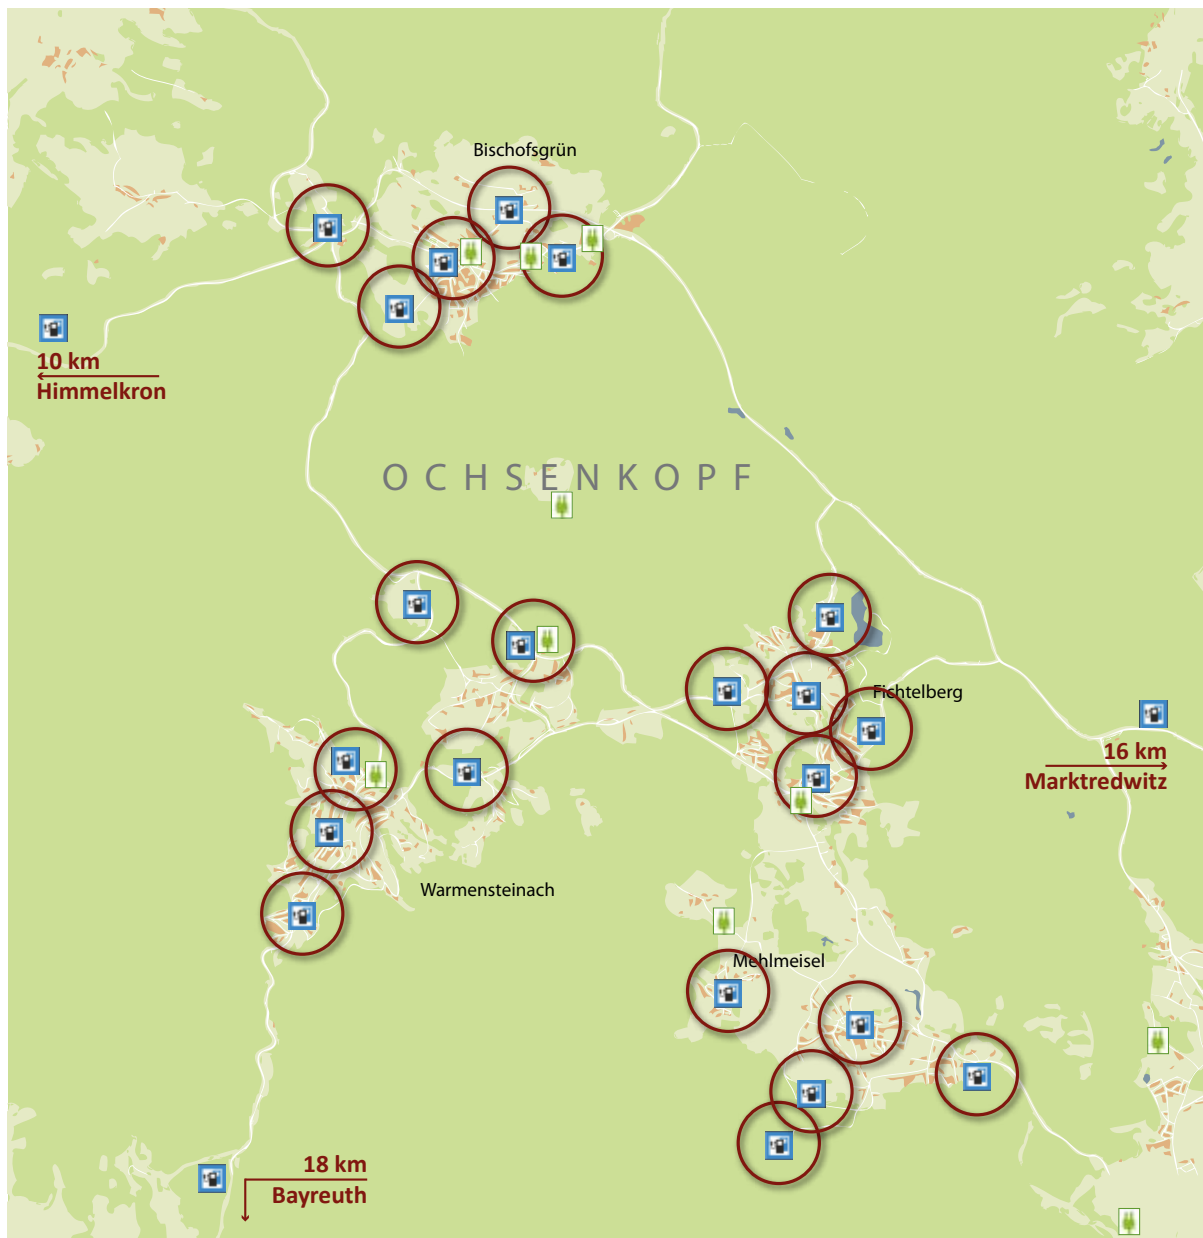 Bischofsgrün
10 km
Himmelkron
OCHSENKOPF
Fichtelberg
16 km
Marktredwitz
Warmensteinach
Mehlmeisel
18 km
Bayreuth